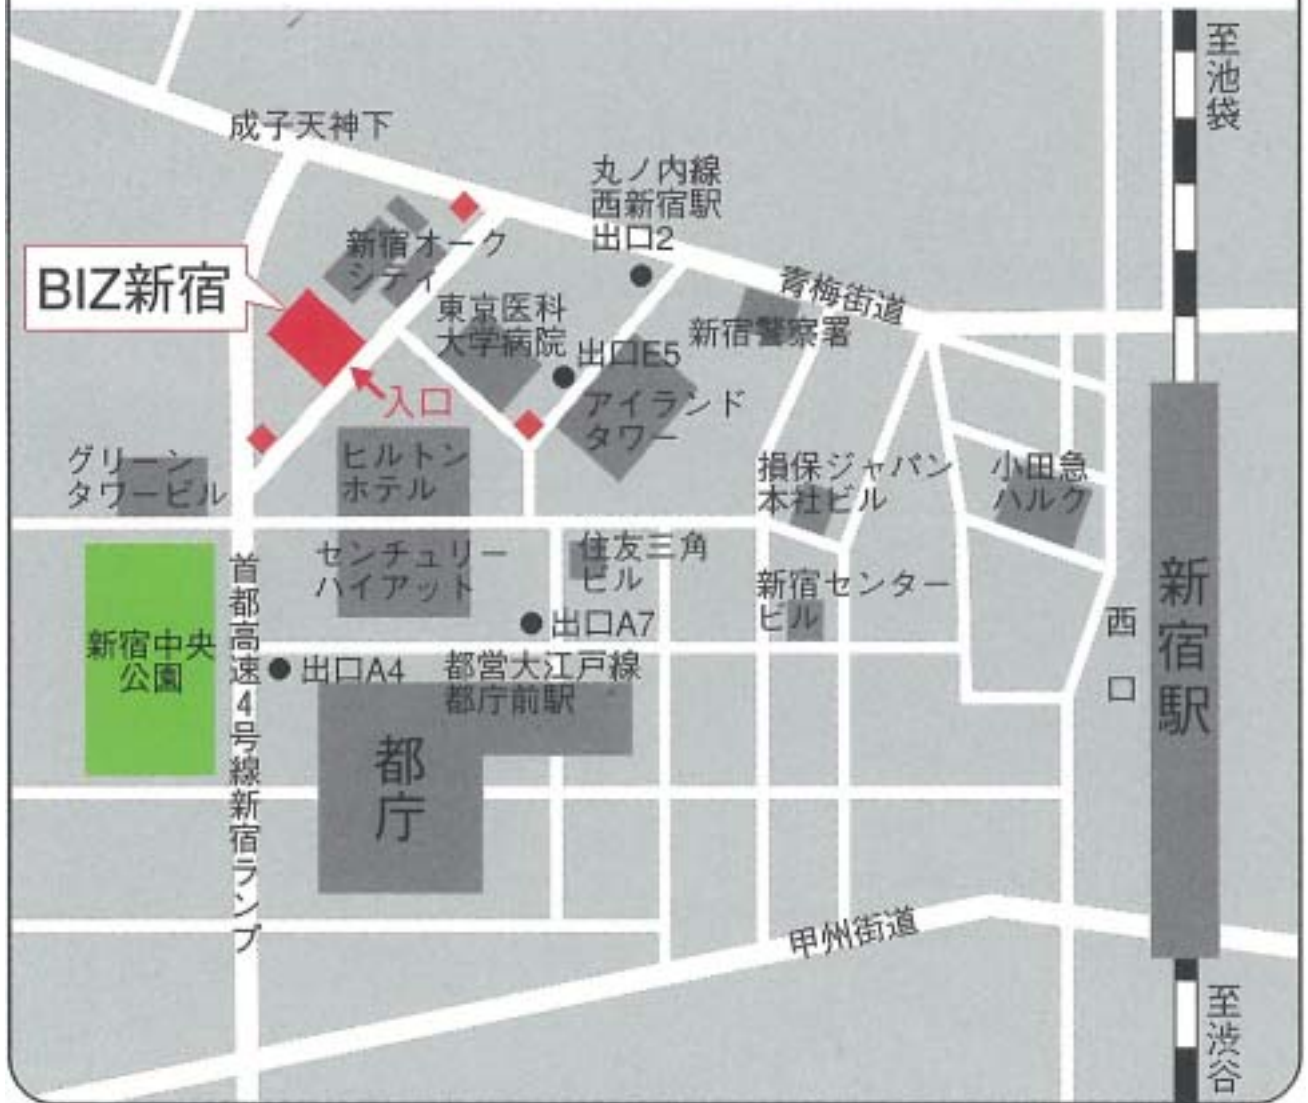 至池袋
成子天神下
丸ノ内線
西新宿駅
出口2
新宿オーク
シティ
BIZ新宿
青梅街道
東京医科
大学病院
新宿警察署
出口E5
入口
アイランド
タワー
グリーン
タワービル
ヒルトン
ホテル
損保ジャパン
本社ビル
小田急
ハルク
センチュリー
ハイアット
住友三角
ビル
新宿センター
ビル
首都高速4号線新宿ランプ
新宿駅
西口
出口A7
新宿中央
公園
出口A4
都営大江戸線
都庁前駅
都庁
甲州街道
至渋谷